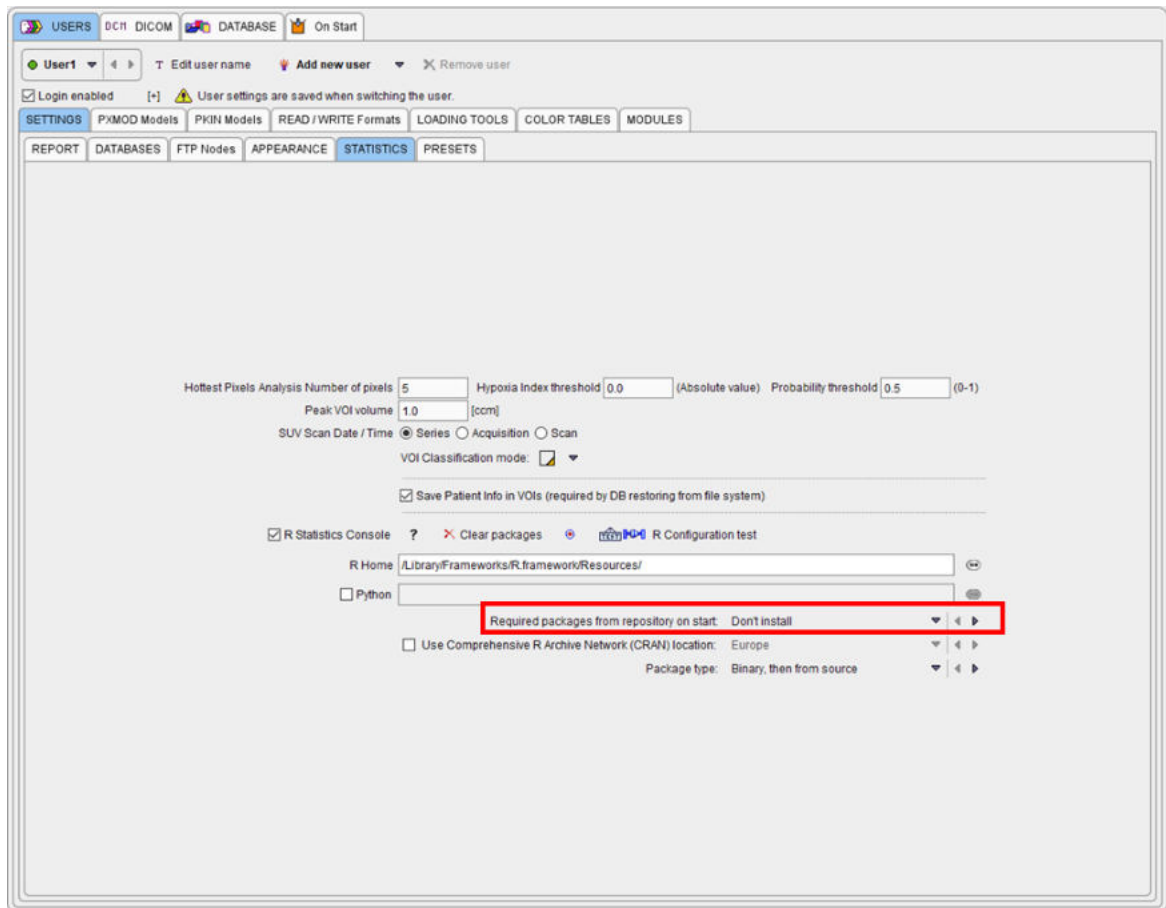 USERS DCM DICOM DATABASE On Start
User1 T Edit user name Add new user Remove user
Login enabled [+] User settings are saved when switching the user.
SETTINGS PXMOD Models PKIN Models READ / WRITE Formats LOADING TOOLS COLOR TABLES MODULES
REPORT DATABASES FTP Nodes APPEARANCE STATISTICS PRESETS
Hottest Pixels Analysis Number of pixels 5 Hypoxia Index threshold 0.0 (Absolute value) Probability threshold 0.5 (0-1)
Peak VOI volume 1.0 [ccm]
SUV Scan Date / Time Series Acquisition Scan
VOI Classification mode:
Save Patient Info in VOIs (required by DB restoring from file system)
R Statistics Console ? Clear packages R Configuration test
R Home /Library/Frameworks/R.framework/Resources/
Python
Required packages from repository on start: Don't install
Use Comprehensive R Archive Network (CRAN) location: Europe
Package type: Binary, then from source